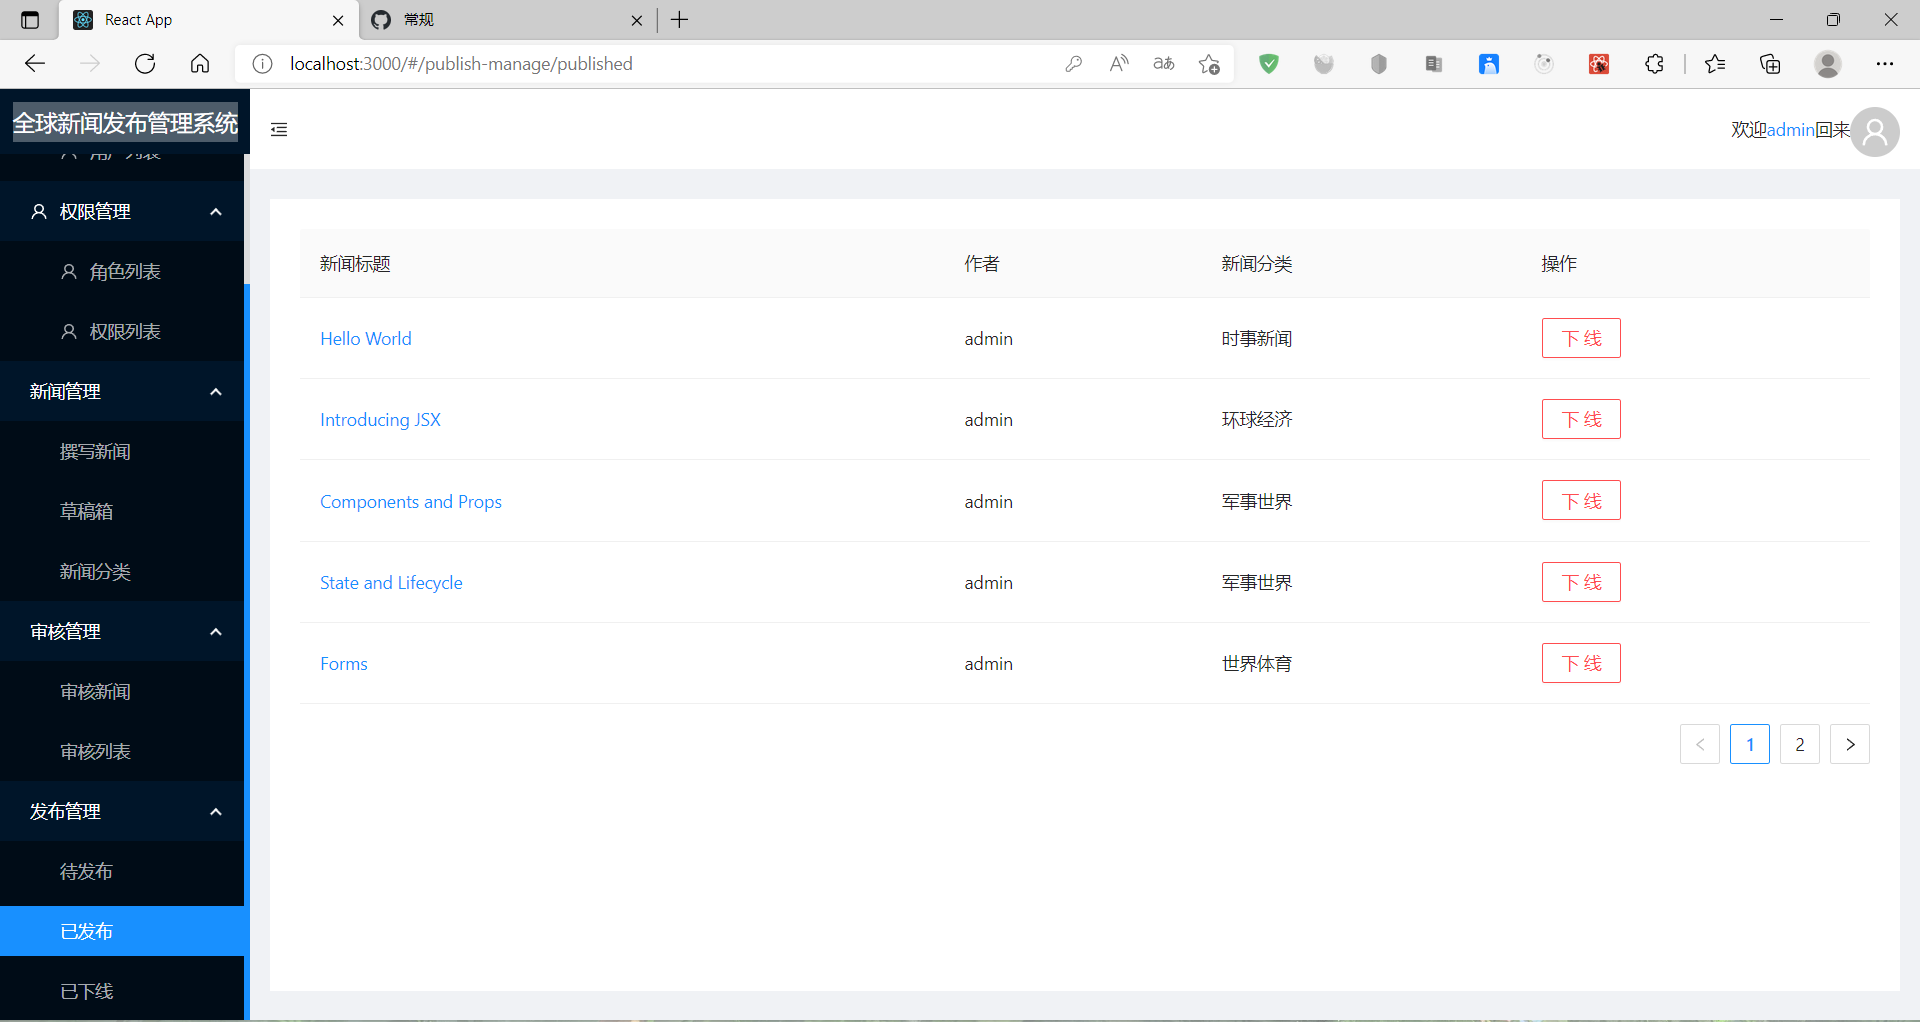 React App
常规
localhost:3000/#/publish-manage/published
全球新闻发布管理系统
欢迎admin回来
用户列表
权限管理
角色列表
权限列表
新闻管理
撰写新闻
草稿箱
新闻分类
审核管理
审核新闻
审核列表
发布管理
待发布
已发布
已下线
新闻标题 作者 新闻分类 操作
Hello World admin 时事新闻 下线
Introducing JSX admin 环球经济 下线
Components and Props admin 军事世界 下线
State and Lifecycle admin 军事世界 下线
Forms admin 世界体育 下线
< 1 2 >